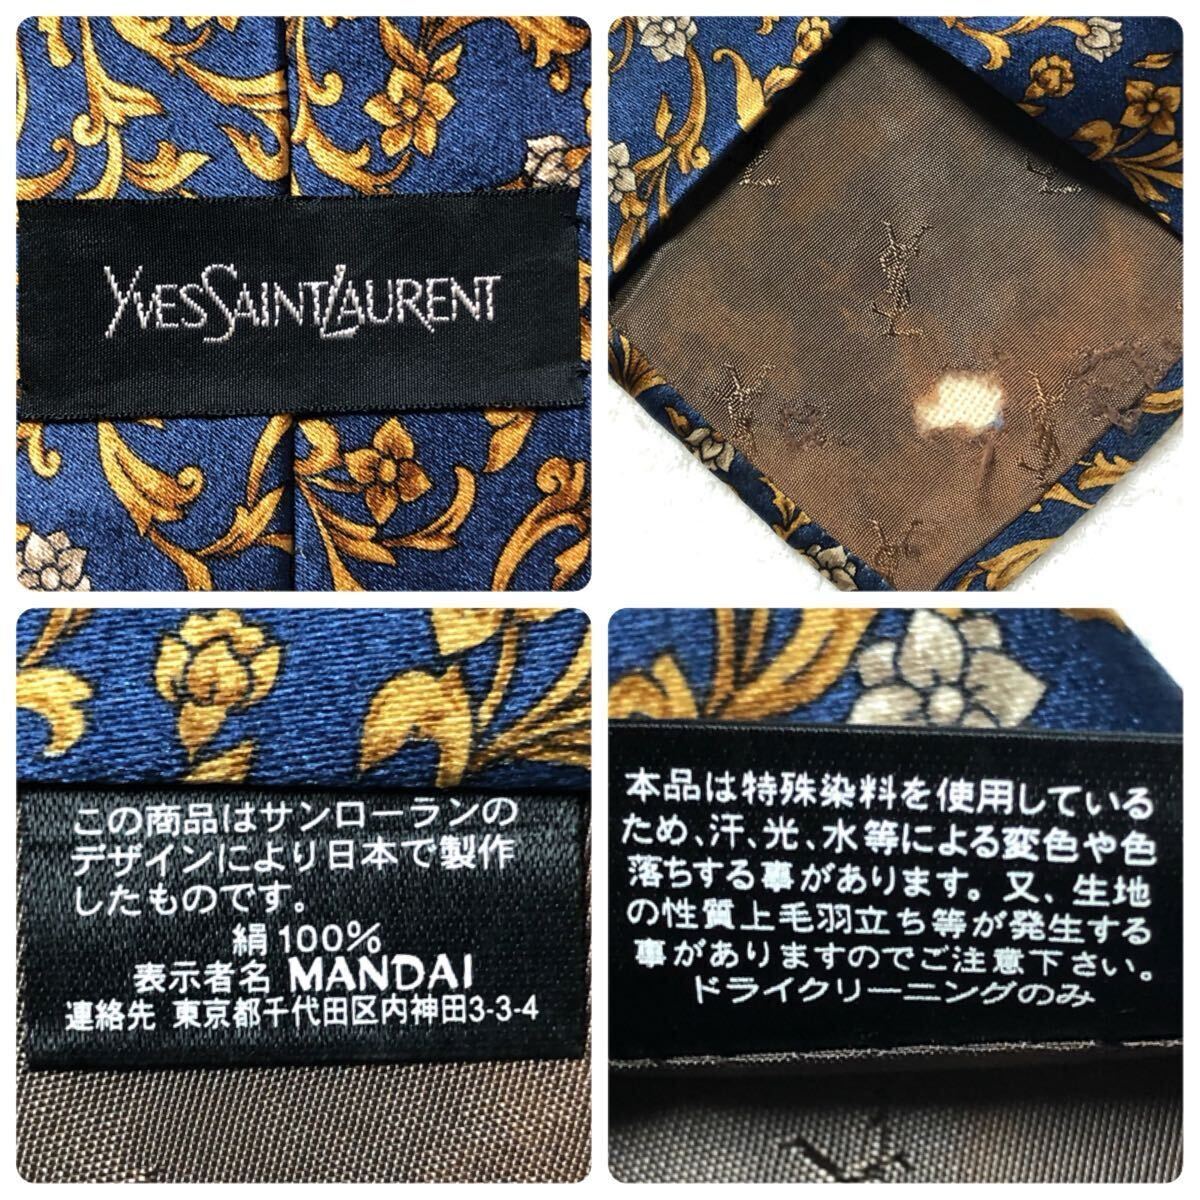 YVESSAINTLAURENT
この商品はサンローランの
デザインにより日本で製作
したものです。
絹100%
表示者名 MANDAI
連絡先 東京都千代田区内神田3-3-4
本品は特殊染料を使用している
ため、汗、光、水等による変色や色
落ちする事があります。又、生地
の性質上毛羽立ち等が発生する
事がありますのでご注意下さい。
ドライクリーニングのみ